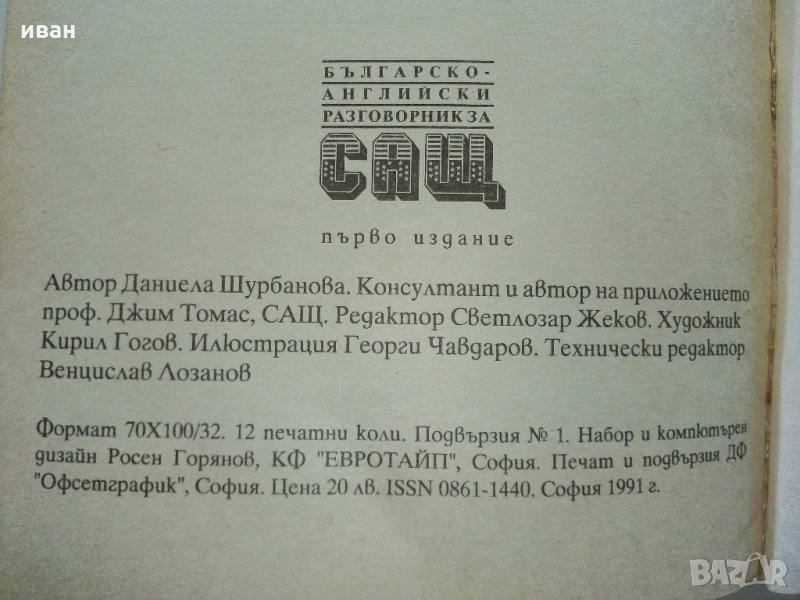 иван
БЪЛГАРСКО-
АНГЛИЙСКИ
РАЗГОВОРНИК ЗА
САЩ
първо издание
Автор Даниела Шурбанова. Консултант и автор на приложението
проф. Джим Томас, САЩ. Редактор Светлозар Жеков. Художник
Кирил Гогов. Илюстрация Георги Чавдаров. Технически редактор
Венцислав Лозанов
Формат 70X100/32. 12 печатни коли. Подвързия № 1. Набор и компютърен
дизайн Росен Горянов, КФ "ЕВРОТАЙП", София. Печат и подвързия ДФ
"Офсетграфик", София. Цена 20 лв. ISSN 0861-1440. София 1991 г.
BAZAR